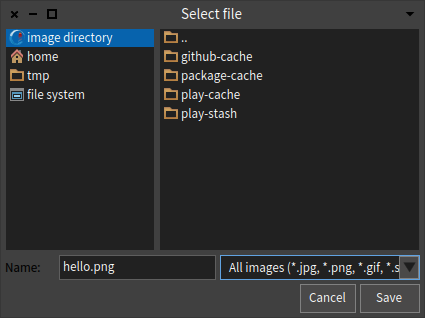 Select file
image directory
home
tmp
file system
..
github-cache
package-cache
play-cache
play-stash
Name:
hello.png
All images (*.jpg, *.png, *.gif, *.s
Cancel
Save